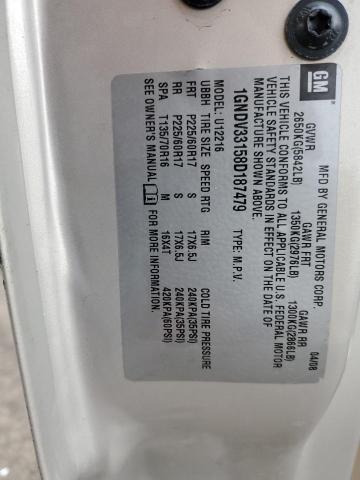 GM
MFD BY GENERAL MOTORS CORP. 04/08
GVWR GAWR FRT GAWR RR
2650KG(5842LB) 1350KG(2976LB) 1300KG(2866LB)
THIS VEHICLE CONFORMS TO ALL APPLICABLE U.S. FEDERAL MOTOR
VEHICLE SAFETY STANDARDS IN EFFECT ON THE DATE OF
MANUFACTURE SHOWN ABOVE.
1GNDV33158D187479 TYPE: M.P.V.
MODEL: U12216
UBBH TIRE SIZE SPEED RTG RIM COLD TIRE PRESSURE
FRT P225/60R17 S 17X6.5J 240KPA(35PSI)
RR P225/60R17 S 17X6.5J 240KPA(35PSI)
SPA T135/70R16 M 16X4T 420KPA(60PSI)
SEE OWNERS MANUAL FOR MORE INFORMATION.